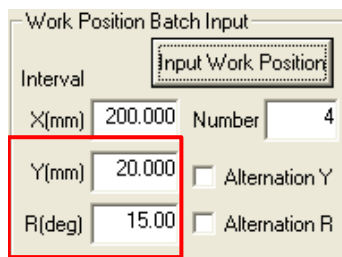 Work Position Batch Input
Input Work Position
Interval
X(mm) 200.000 Number 4
Y(mm) 20.000 Alternation Y
R(deg) 15.00 Alternation R